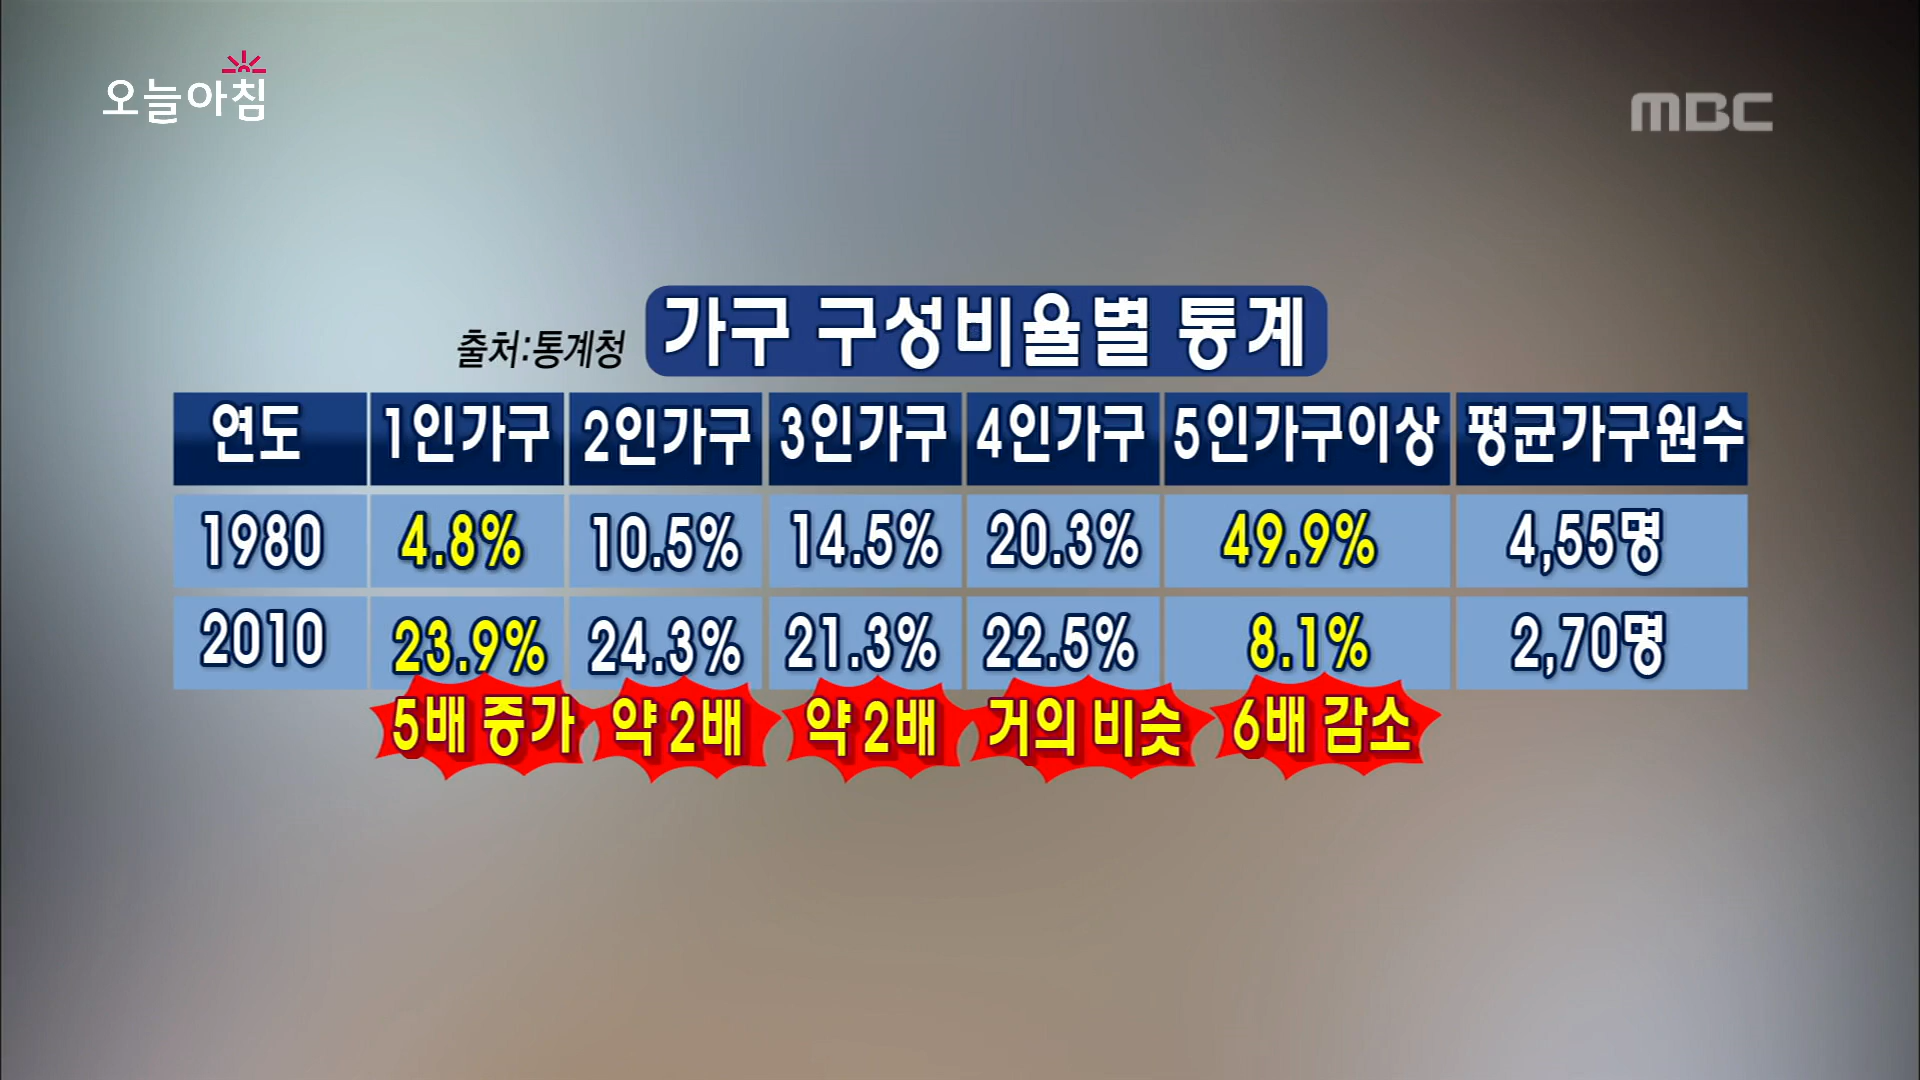 오늘아침
MBC
출처:통계청
가구 구성비율별 통계
연도 1인가구 2인가구 3인가구 4인가구 5인가구이상 평균가구원수
1980 4.8% 10.5% 14.5% 20.3% 49.9% 4,55명
2010 23.9% 24.3% 21.3% 22.5% 8.1% 2,70명
5배 증가 약 2배 약 2배 거의 비슷 6배 감소